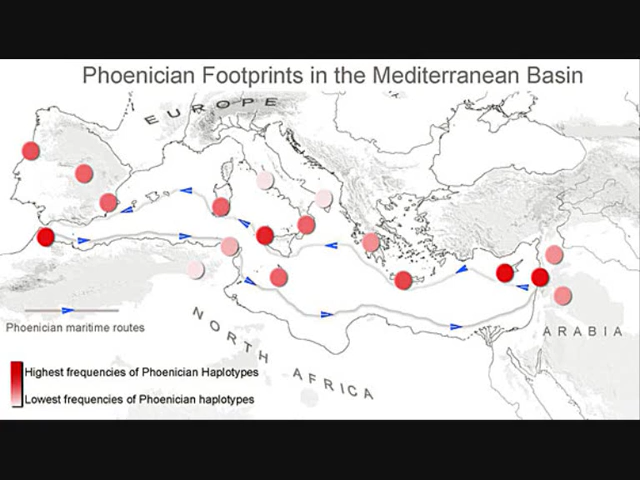 Phoenician Footprints in the Mediterranean Basin
EUROPE
Phoenician maritime routes
ARABIA
NORTH AFRICA
Highest frequencies of Phoenician Haplotypes
Lowest frequencies of Phoenician haplotypes